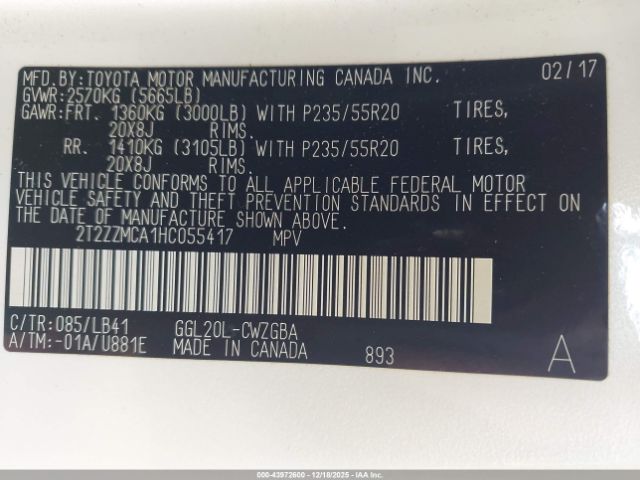 MFD.BY:TOYOTA MOTOR MANUFACTURING CANADA INC. 02/17
GVWR:2570KG (5665LB)
GAWR:FRT. 1360KG (3000LB) WITH P235/55R20 TIRES,
20X8J RIMS.
RR. 1410KG (3105LB) WITH P235/55R20 TIRES,
20X8J RIMS.
THIS VEHICLE CONFORMS TO ALL APPLICABLE FEDERAL MOTOR
VEHICLE SAFETY AND THEFT PREVENTION STANDARDS IN EFFECT ON
THE DATE OF MANUFACTURE SHOWN ABOVE.
2T2ZZMCA1HC055417 MPV
C/TR:085/LB41 GGL20L-CWZGBA
A/TM:-01A/U881E MADE IN CANADA 893 A
000-43972600 - 12/18/2025 - IAA, Inc.